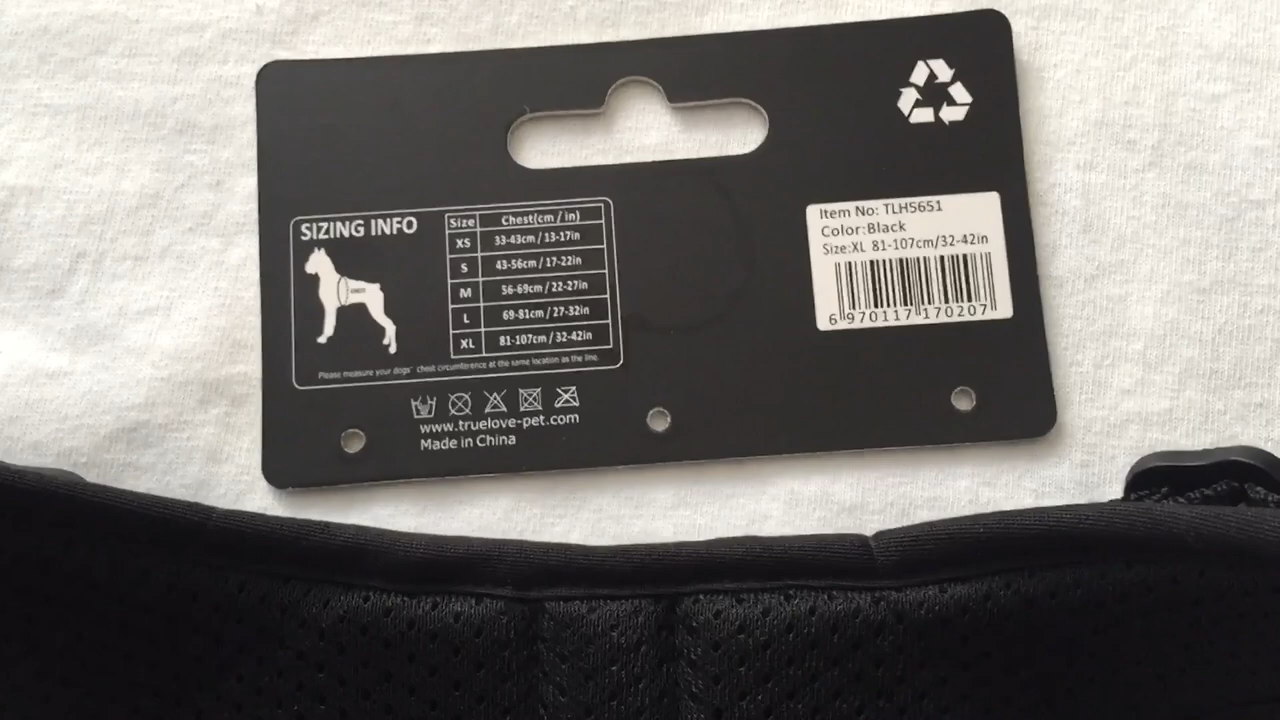 SIZING INFO
Size Chest(cm / in)
XS 33-43cm / 13-17in
S 43-56cm / 17-22in
M 56-69cm / 22-27in
L 69-81cm / 27-32in
XL 81-107cm / 32-42in
Please measure your dogs' chest circumference at the same location as the line.
www.truelove-pet.com
Made in China
Item No: TLH5651
Color:Black
Size:XL 81-107cm/32-42in
6 970117 170207